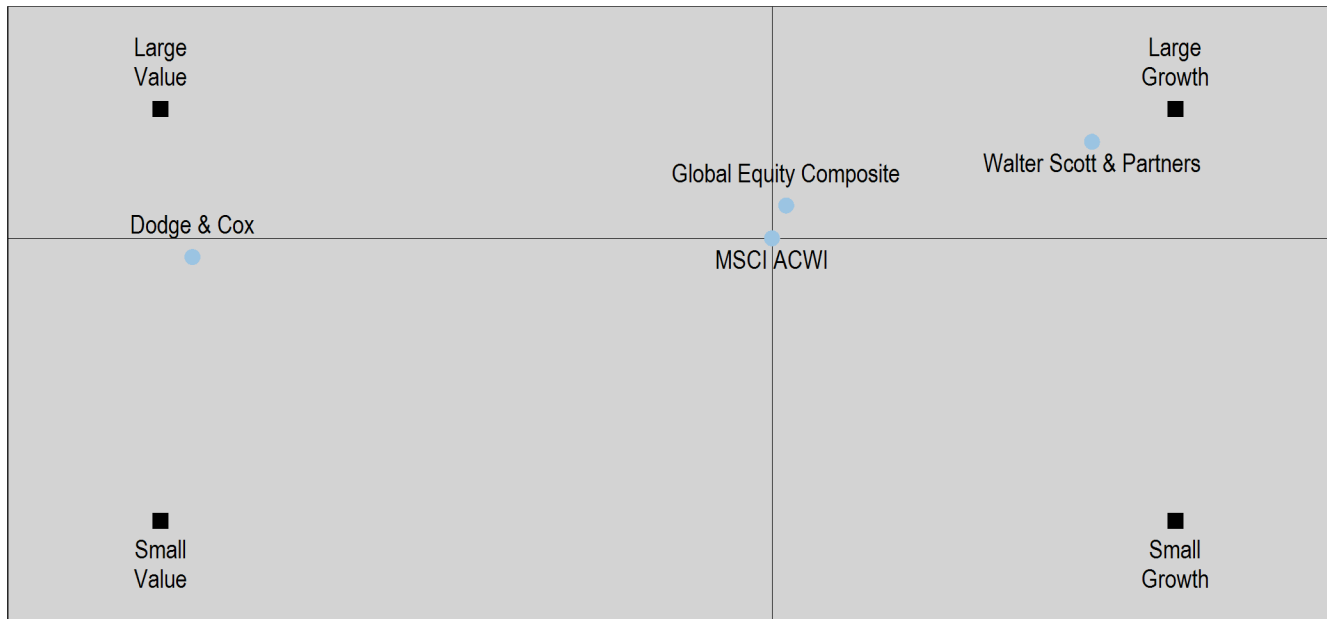 Large
Value
Large
Growth
Walter Scott & Partners
Global Equity Composite
Dodge & Cox
MSCI ACWI
Small
Value
Small
Growth